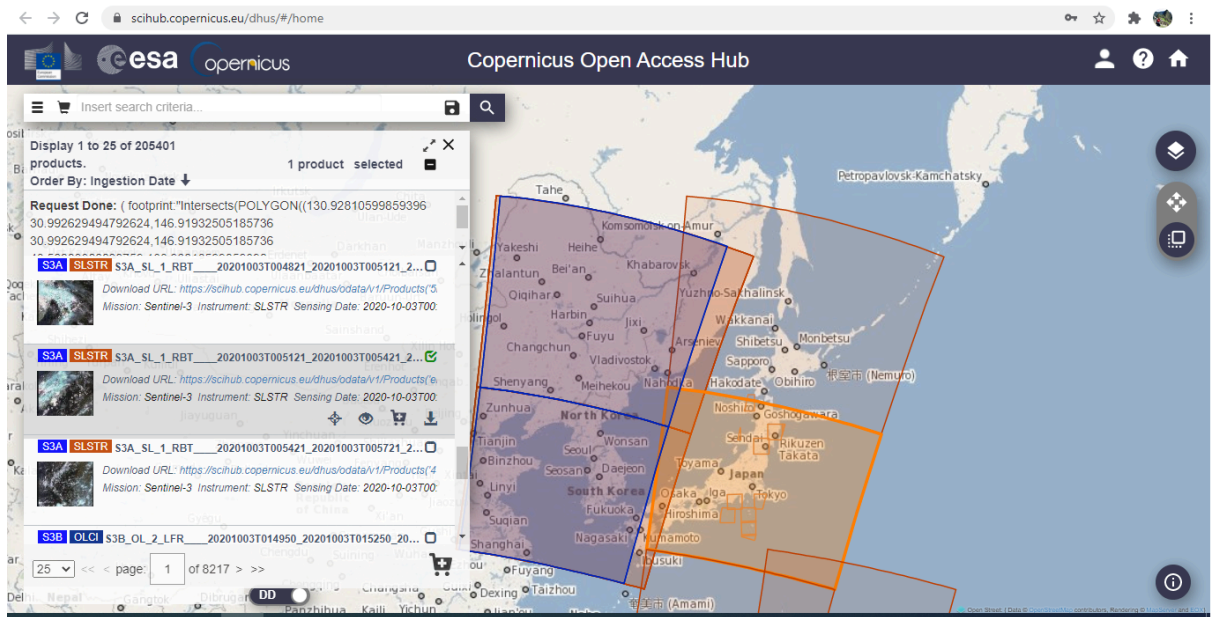 scihub.copernicus.eu/dhus/#/home
esa
opernicus
Copernicus Open Access Hub
Insert search criteria...
Display 1 to 25 of 205401
products.
1 product selected
Order By: Ingestion Date
Request Done: ( footprint:"Intersects(POLYGON((130.92810599859396
30.992629494792624,146.91932505185736
30.992629494792624,146.91932505185736
S3A SLSTR S3A_SL_1_RBT____20201003T004821_20201003T005121_2...
Download URL: https://scihub.copernicus.eu/dhus/odata/v1/Products('5
Mission: Sentinel-3 Instrument: SLSTR Sensing Date: 2020-10-03T00:
S3A SLSTR S3A_SL_1_RBT____20201003T005121_20201003T005421_2...
Download URL: https://scihub.copernicus.eu/dhus/odata/v1/Products('e
Mission: Sentinel-3 Instrument: SLSTR Sensing Date: 2020-10-03T00:
S3A SLSTR S3A_SL_1_RBT____20201003T005421_20201003T005721_2...
Download URL: https://scihub.copernicus.eu/dhus/odata/v1/Products('4
Mission: Sentinel-3 Instrument: SLSTR Sensing Date: 2020-10-03T00:
S3B OLCI S3B_OL_2_LFR____20201003T014950_20201003T015250_20...
25 << < page: 1 of 8217 > >>
DD
Petropavlovsk-Kamchatsky
Tahe
Komsomorsk-on-Amur
Yakeshi Heihe
Zhalantun Bei'an Khabarovsk
Qiqihar Suihua Yuzhno-Sakhalinsk
Harbin Jixi Wakkanai
Fuyu Arseniev Shibetsu Monbetsu
Changchun Vladivostok Sapporo
Shenyang Meihekou Nahodka Hakodate Obihiro 根室市 (Nemuro)
Zunhua North Korea Noshiro Goshogawara
Tianjin Wonsan Sendai Rikuzen
Seoul Takata
Binzhou Seosan Daejeon Toyama Japan
Linyi South Korea Osaka Iga Tokyo
Suqian Fukuoka Hiroshima
Shanghai Nagasaki Kumamoto
Ibusuki
Fuyang
Dexing Taizhou
奄美市 (Amami)
Nepal Gangtok Dibrugar Panzhihua Kaili Yichun